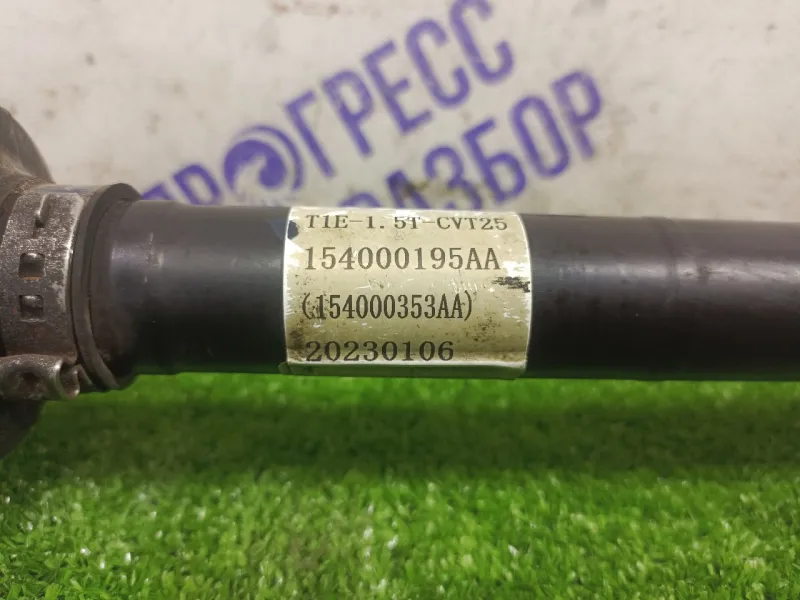 ПРОГРЕСС
РАЗБОР
T1E-1.5T-CVT25
154000195AA
(154000353AA)
20230106